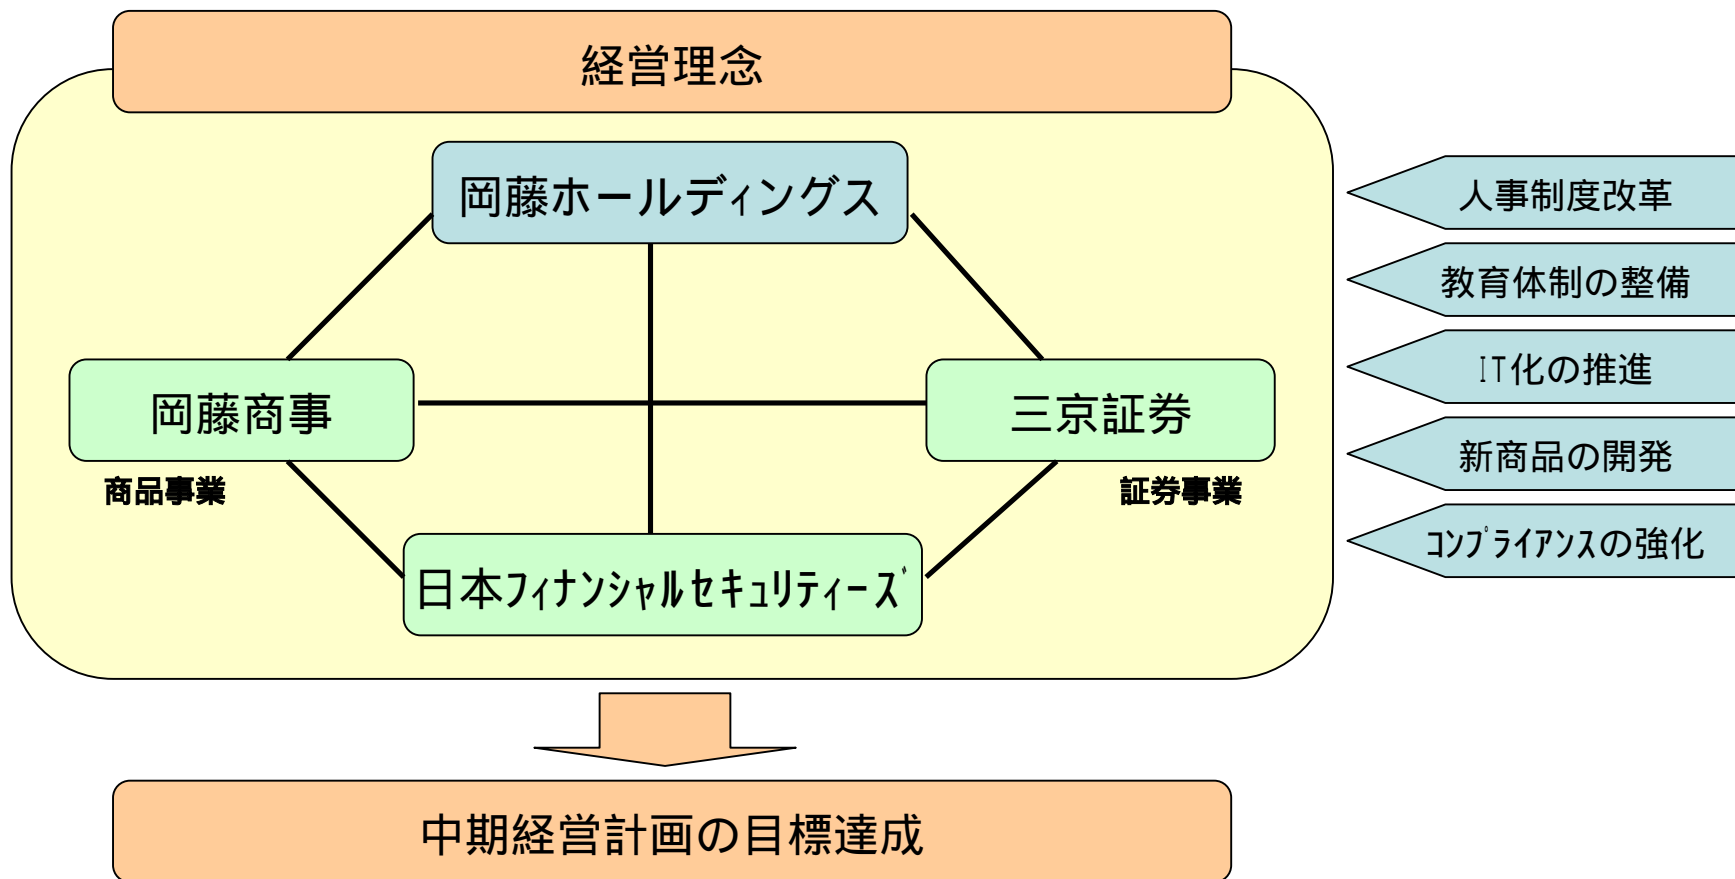 経営理念
岡藤ホールディングス
人事制度改革
教育体制の整備
IT化の推進
岡藤商事
三京証券
新商品の開発
商品事業
証券事業
ｺﾝﾌﾟﾗｲｱﾝｽの強化
日本ﾌｨﾅﾝｼｬﾙｾｷｭﾘﾃｨｰｽﾞ
中期経営計画の目標達成